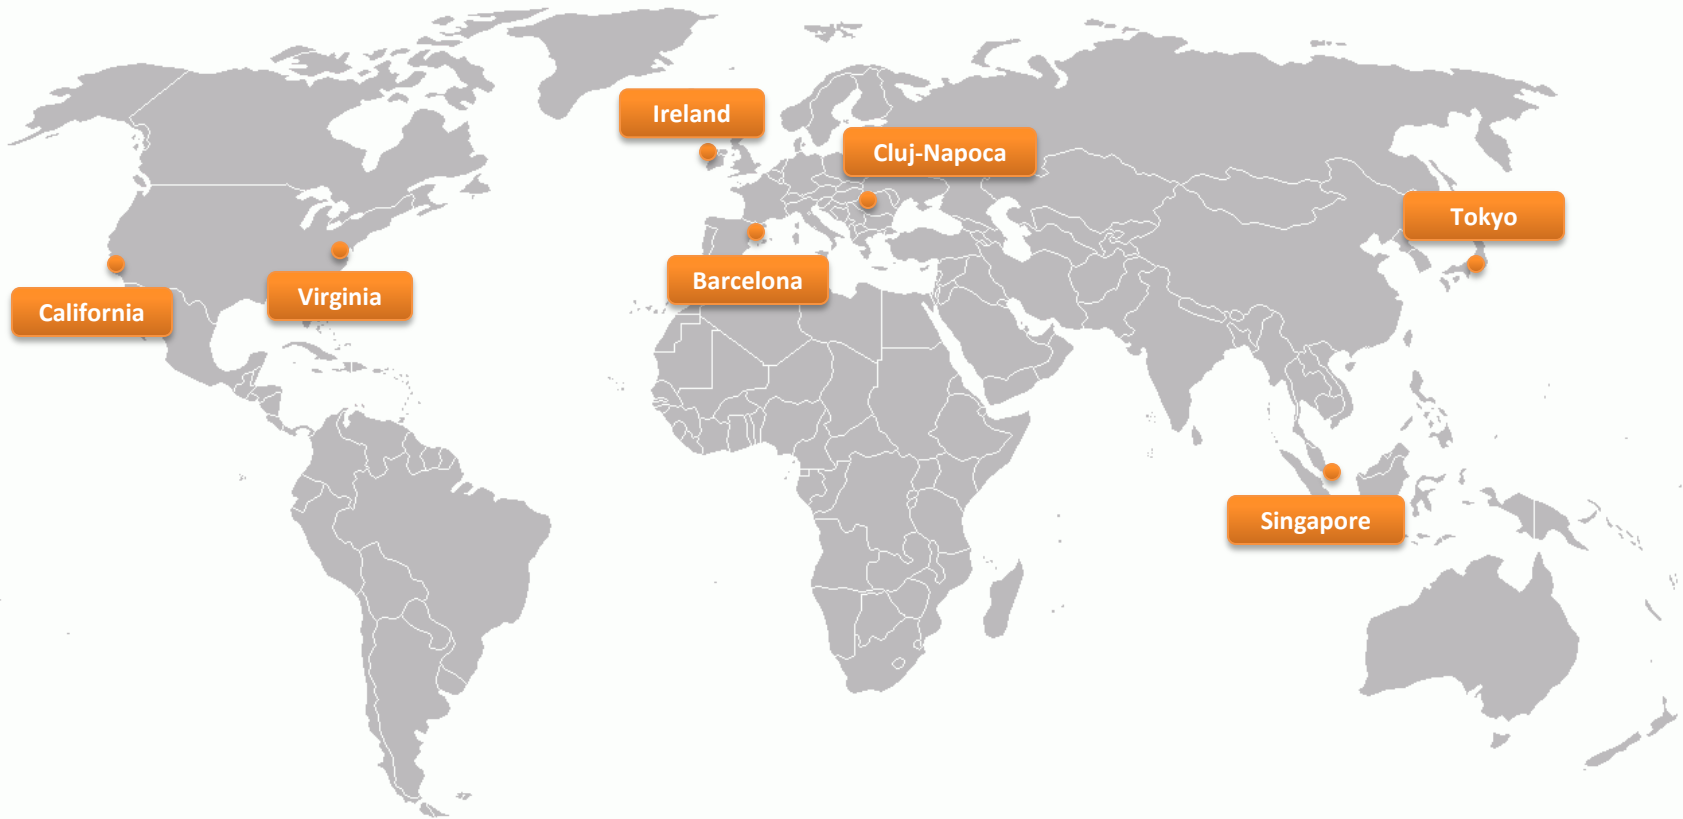 Ireland
Cluj-Napoca
Tokyo
Barcelona
Virginia
California
Singapore